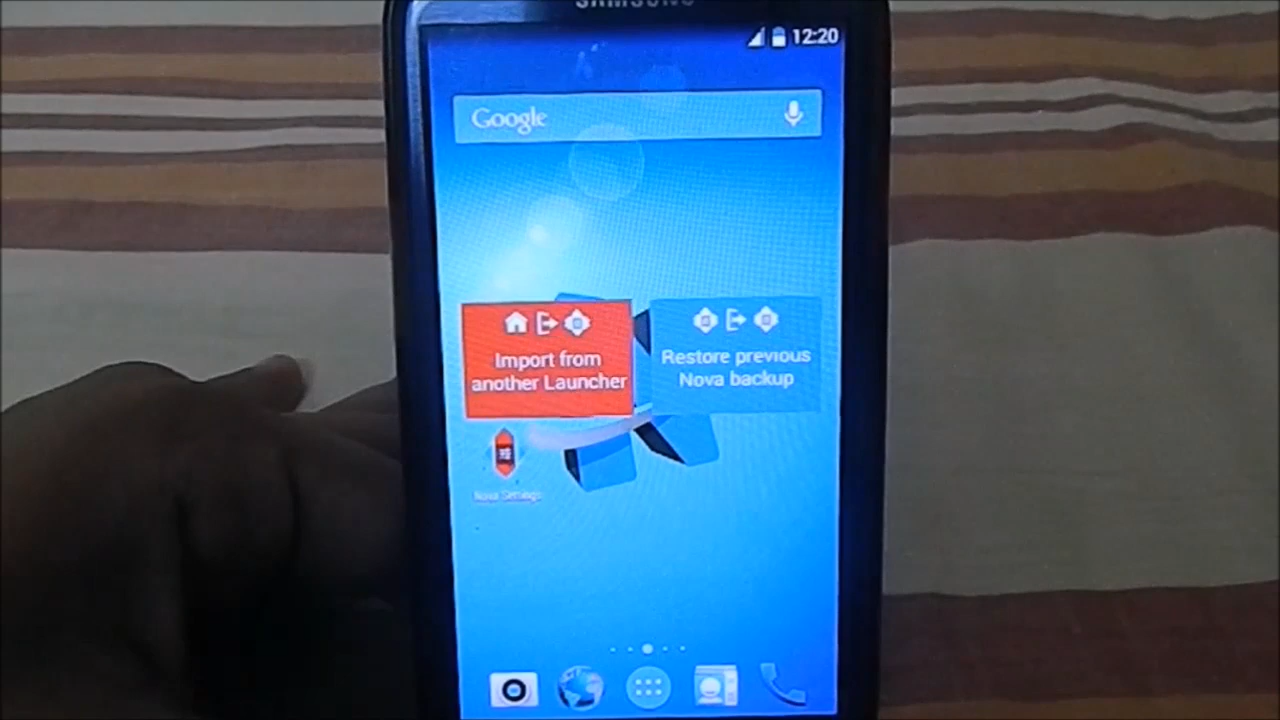 SAMSUNG
12:20
Google
Import from
another Launcher
Restore previous
Nova backup
Nova Settings